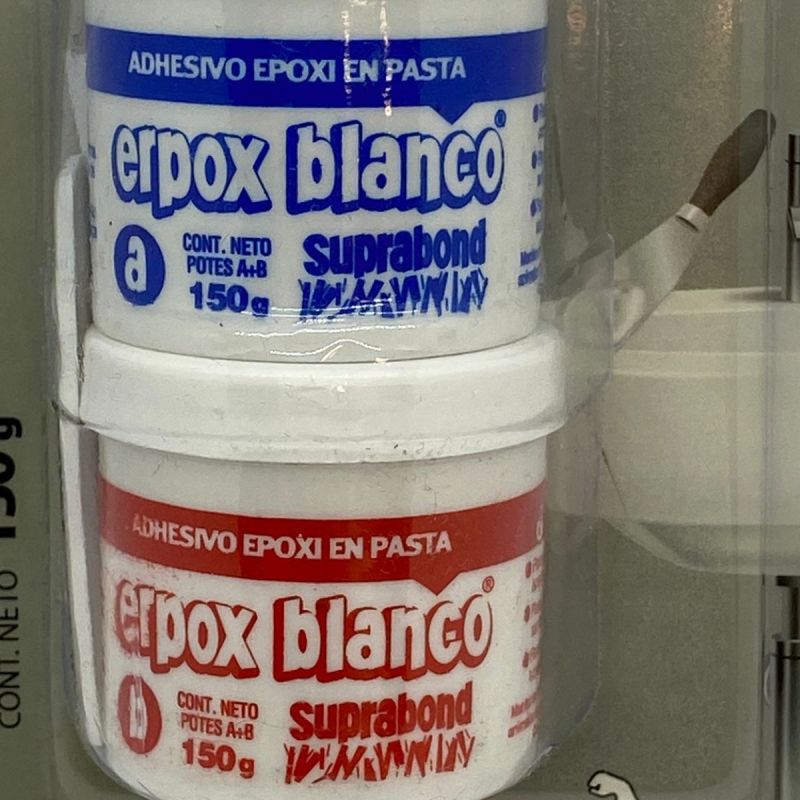 ADHESIVO EPOXI EN PASTA
erpox blanco®
a
CONT. NETO
POTES A+B
150g
suprabond
ADHESIVO EPOXI EN PASTA
erpox blanco®
b
CONT. NETO
POTES A+B
150g
suprabond
CONT. NETO 150 g